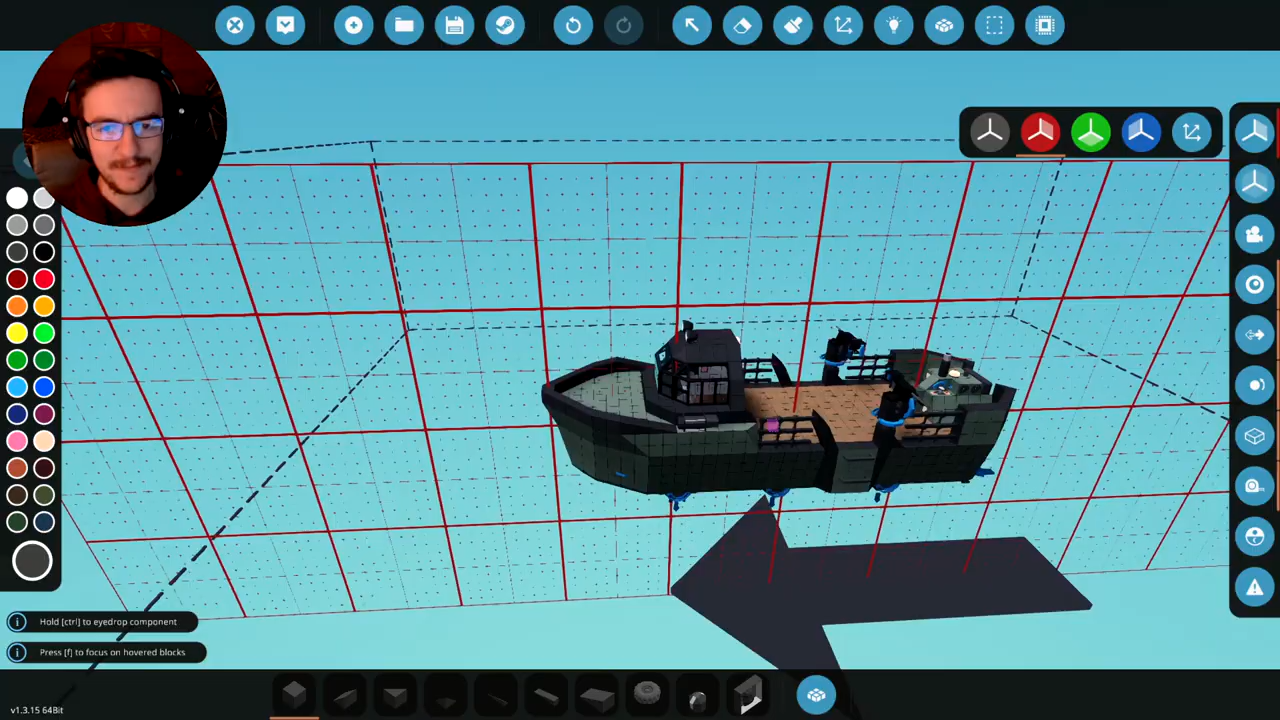 Hold [ctrl] to eyedrop component
Press [f] to focus on hovered blocks
v1.3.15 64Bit